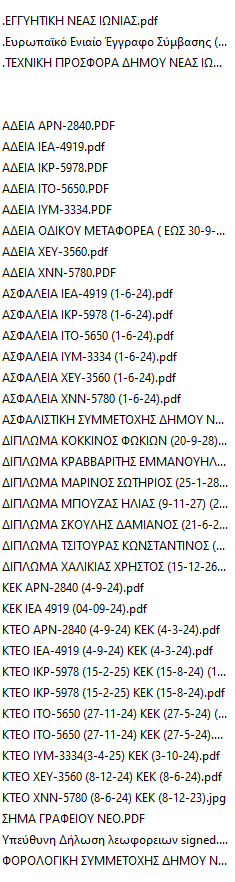 .ΕΓΓΥΗΤΙΚΗ ΝΕΑΣ ΙΩΝΙΑΣ.pdf
.Ευρωπαϊκό Ενιαίο Έγγραφο Σύμβασης (...
.ΤΕΧΝΙΚΗ ΠΡΟΣΦΟΡΑ ΔΗΜΟΥ ΝΕΑΣ ΙΩ...
ΑΔΕΙΑ APN-2840.PDF
ΑΔΕΙΑ ΙΕΑ-4919.pdf
ΑΔΕΙΑ ΙΚΡ-5978.PDF
ΑΔΕΙΑ ΙΤΟ-5650.PDF
ΑΔΕΙΑ ΙΥΜ-3334.PDF
ΑΔΕΙΑ ΟΔΙΚΟΥ ΜΕΤΑΦΟΡΕΑ ( ΕΩΣ 30-9-...
ΑΔΕΙΑ ΧΕΥ-3560.pdf
ΑΔΕΙΑ ΧΝΝ-5780.PDF
ΑΣΦΑΛΕΙΑ ΙΕΑ-4919 (1-6-24).pdf
ΑΣΦΑΛΕΙΑ ΙΚΡ-5978 (1-6-24).pdf
ΑΣΦΑΛΕΙΑ ΙΤΟ-5650 (1-6-24).pdf
ΑΣΦΑΛΕΙΑ ΙΥΜ-3334 (1-6-24).pdf
ΑΣΦΑΛΕΙΑ ΧΕΥ-3560 (1-6-24).pdf
ΑΣΦΑΛΕΙΑ ΧΝΝ-5780 (1-6-24).pdf
ΑΣΦΑΛΙΣΤΙΚΗ ΣΥΜΜΕΤΟΧΗΣ ΔΗΜΟΥ Ν...
ΔΙΠΛΩΜΑ ΚΟΚΚΙΝΟΣ ΦΩΚΙΩΝ (20-9-28)...
ΔΙΠΛΩΜΑ ΚΡΑΒΒΑΡΙΤΗΣ ΕΜΜΑΝΟΥΗΛ...
ΔΙΠΛΩΜΑ ΜΑΡΙΝΟΣ ΣΩΤΗΡΙΟΣ (25-1-28...
ΔΙΠΛΩΜΑ ΜΠΟΥΖΑΣ ΗΛΙΑΣ (9-11-27) (2...
ΔΙΠΛΩΜΑ ΣΚΟΥΛΗΣ ΔΑΜΙΑΝΟΣ (21-6-2...
ΔΙΠΛΩΜΑ ΤΣΙΤΟΥΡΑΣ ΚΩΝΣΤΑΝΤΙΝΟΣ (...
ΔΙΠΛΩΜΑ ΧΑΛΙΚΙΑΣ ΧΡΗΣΤΟΣ (15-12-26...
ΚΕΚ APN-2840 (4-9-24).pdf
ΚΕΚ ΙΕΑ 4919 (04-09-24).pdf
ΚΤΕΟ APN-2840 (4-9-24) ΚΕΚ (4-3-24).pdf
ΚΤΕΟ ΙΕΑ-4919 (4-9-24) ΚΕΚ (4-3-24).pdf
ΚΤΕΟ ΙΚΡ-5978 (15-2-25) ΚΕΚ (15-8-24) (1...
ΚΤΕΟ ΙΚΡ-5978 (15-2-25) ΚΕΚ (15-8-24).pdf
ΚΤΕΟ ΙΤΟ-5650 (27-11-24) ΚΕΚ (27-5-24) (...
ΚΤΕΟ ΙΤΟ-5650 (27-11-24) ΚΕΚ (27-5-24)....
ΚΤΕΟ ΙΥΜ-3334(3-4-25) ΚΕΚ (3-10-24).pdf
ΚΤΕΟ ΧΕΥ-3560 (8-12-24) ΚΕΚ (8-6-24).pdf
ΚΤΕΟ ΧΝΝ-5780 (8-6-24) ΚΕΚ (8-12-23).jpg
ΣΗΜΑ ΓΡΑΦΕΙΟΥ ΝΕΟ.PDF
Υπεύθυνη Δήλωση λεωφορειων signed....
ΦΟΡΟΛΟΓΙΚΗ ΣΥΜΜΕΤΟΧΗΣ ΔΗΜΟΥ Ν...